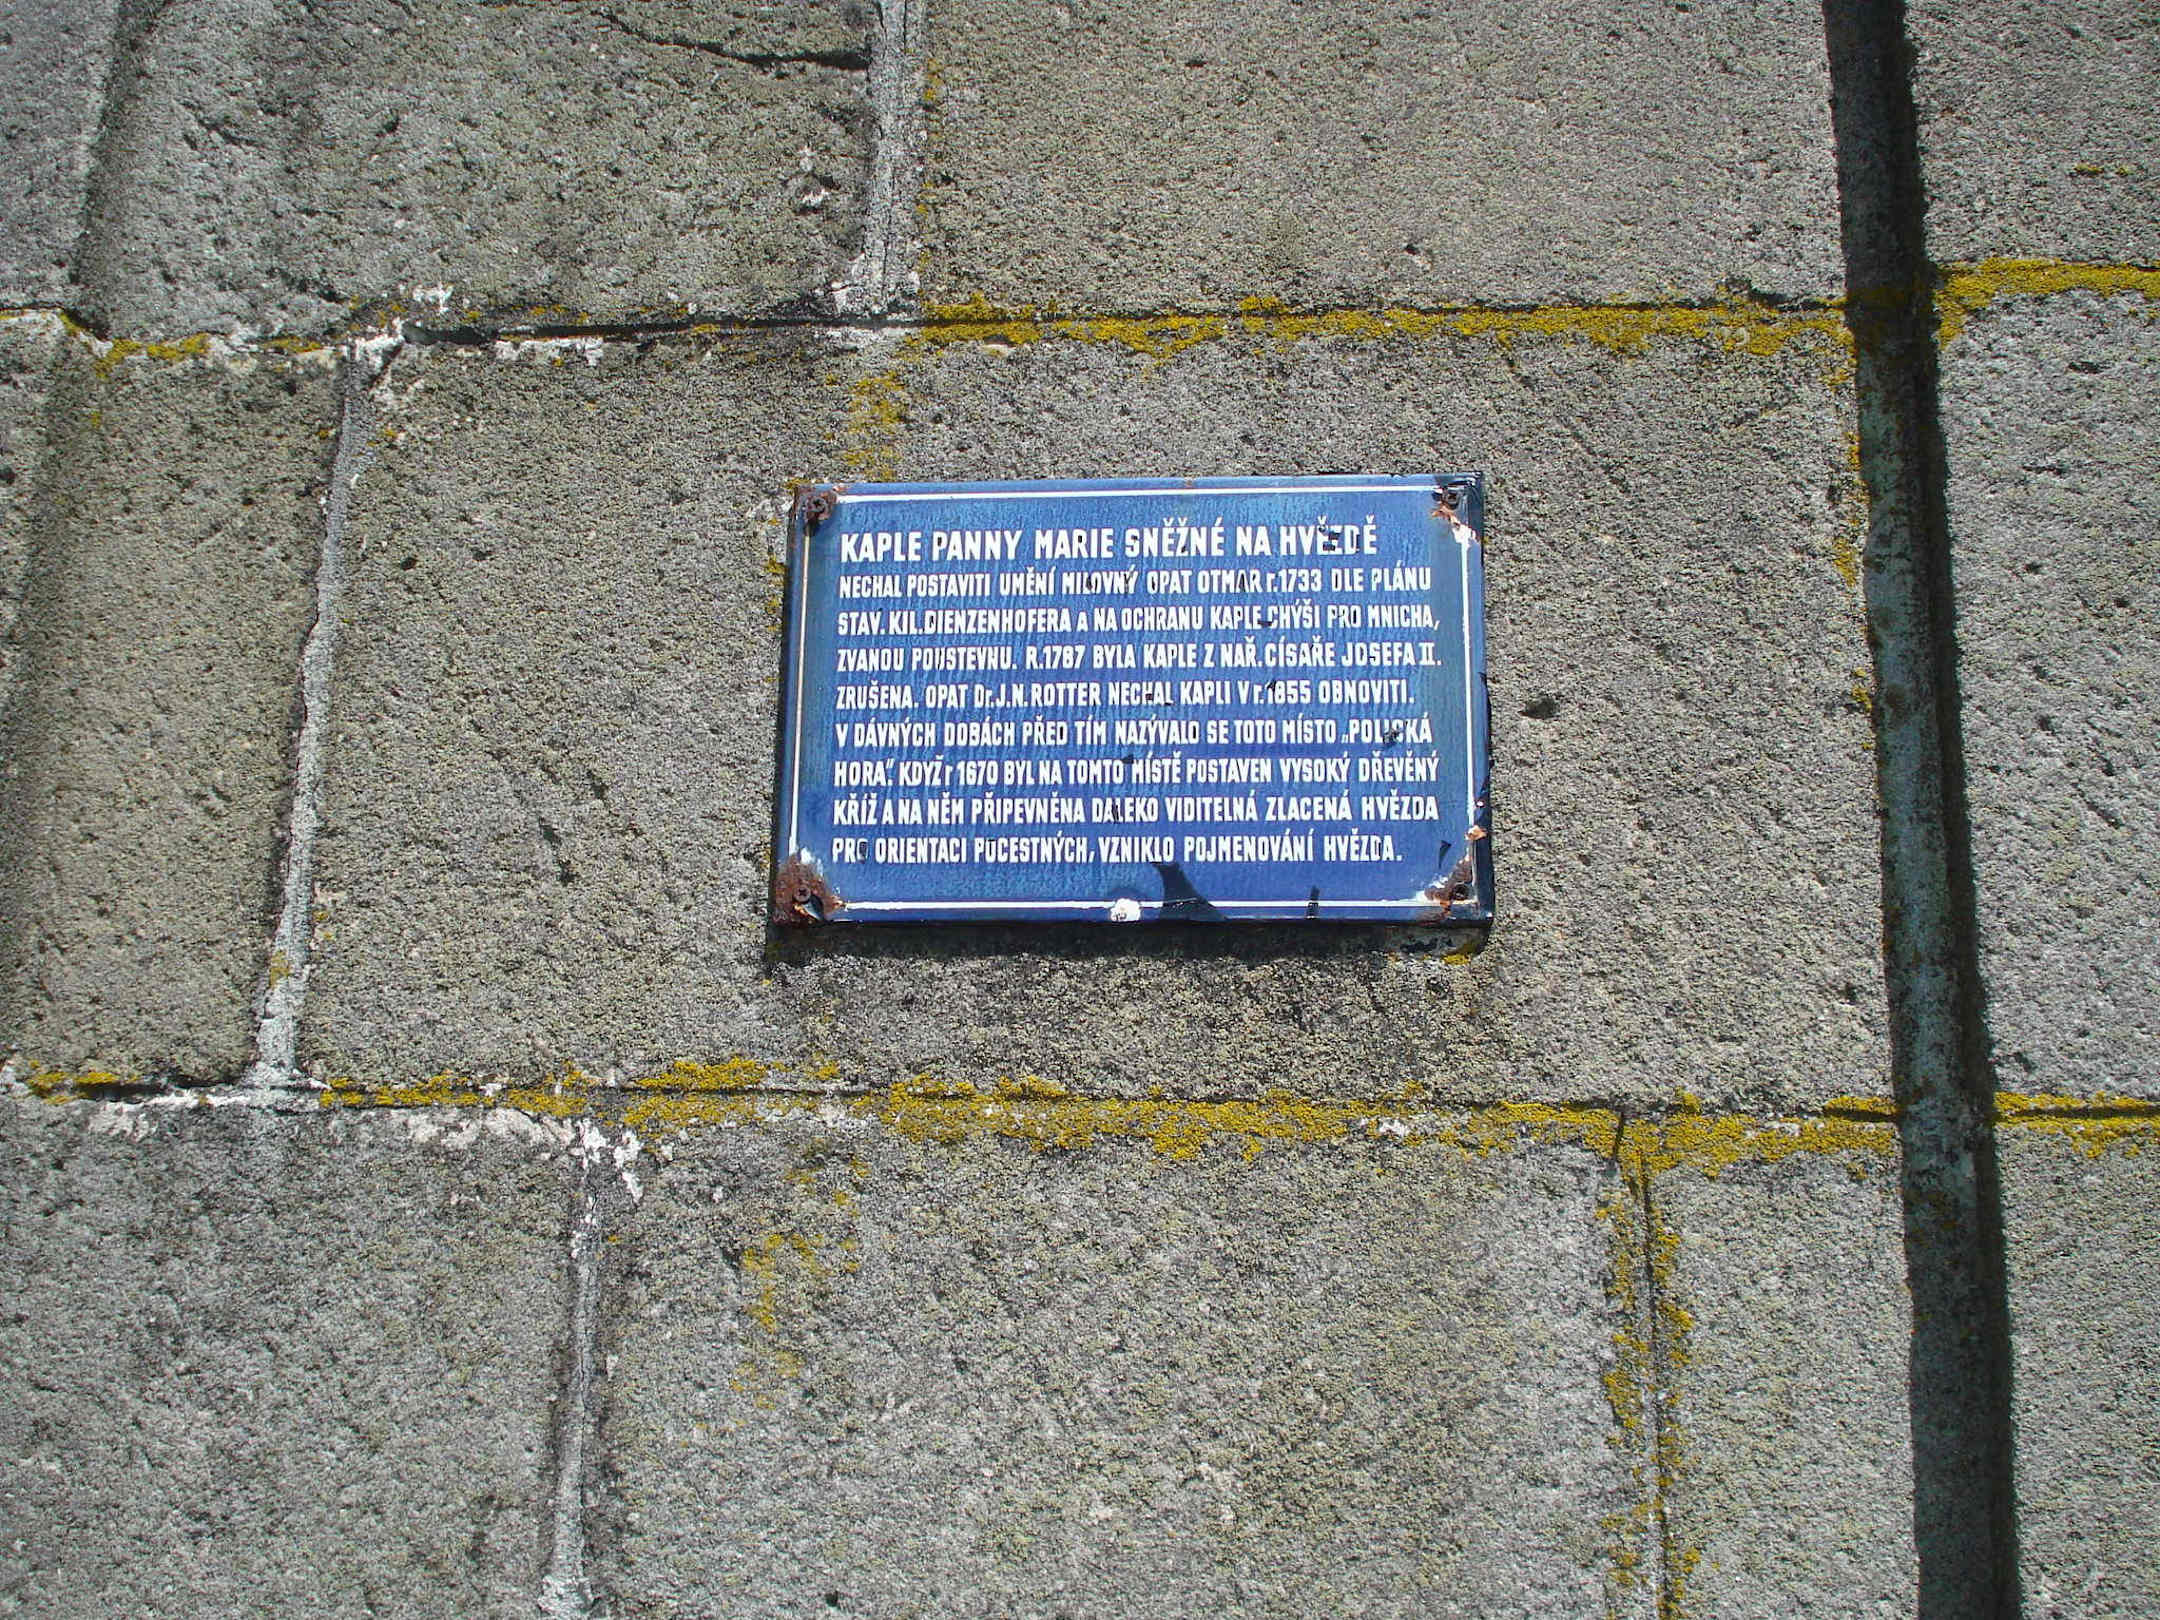 KAPLE PANNY MARIE SNĚŽNÉ NA HVĚZDĚ
NECHAL POSTAVITI UMĚNÍ MILOVNÝ OPAT OTMAR r.1733 DLE PLÁNU
STAV. KIL. DIENZENHOFERA A NA OCHRANU KAPLE CHÝŠI PRO MNICHA,
ZVANOU POUSTEVNU. R.1787 BYLA KAPLE Z NAŘ. CÍSAŘE JOSEFA II.
ZRUŠENA. OPAT Dr.J.N.ROTTER NECHAL KAPLI V r.1855 OBNOVITI.
V DÁVNÝCH DOBÁCH PŘED TÍM NAZÝVALO SE TOTO MÍSTO „POLICKÁ
HORA". KDYŽ r 1670 BYL NA TOMTO MÍSTĚ POSTAVEN VYSOKÝ DŘEVĚNÝ
KŘÍŽ A NA NĚM PŘIPEVNĚNA DALEKO VIDITELNÁ ZLACENÁ HVĚZDA
PRO ORIENTACI POCESTNÝCH, VZNIKLO POJMENOVÁNÍ HVĚZDA.